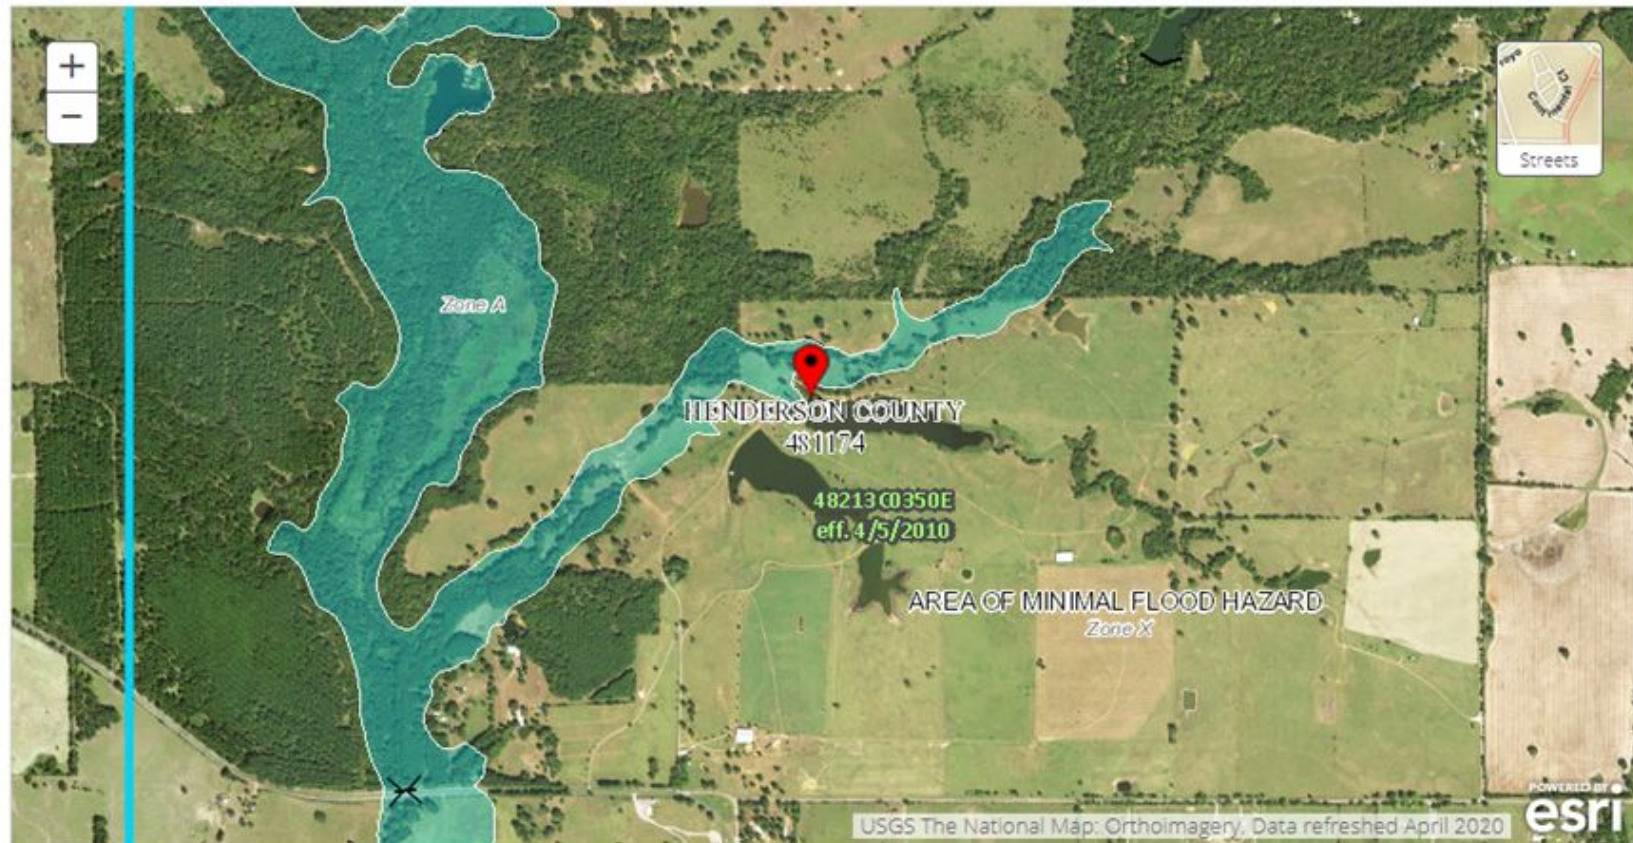 +
−
Streets
Zone A
HENDERSON COUNTY
481174
48213C0350E
eff. 4/5/2010
AREA OF MINIMAL FLOOD HAZARD
Zone X
POWERED BY
esri
USGS The National Map: Orthoimagery. Data refreshed April 2020